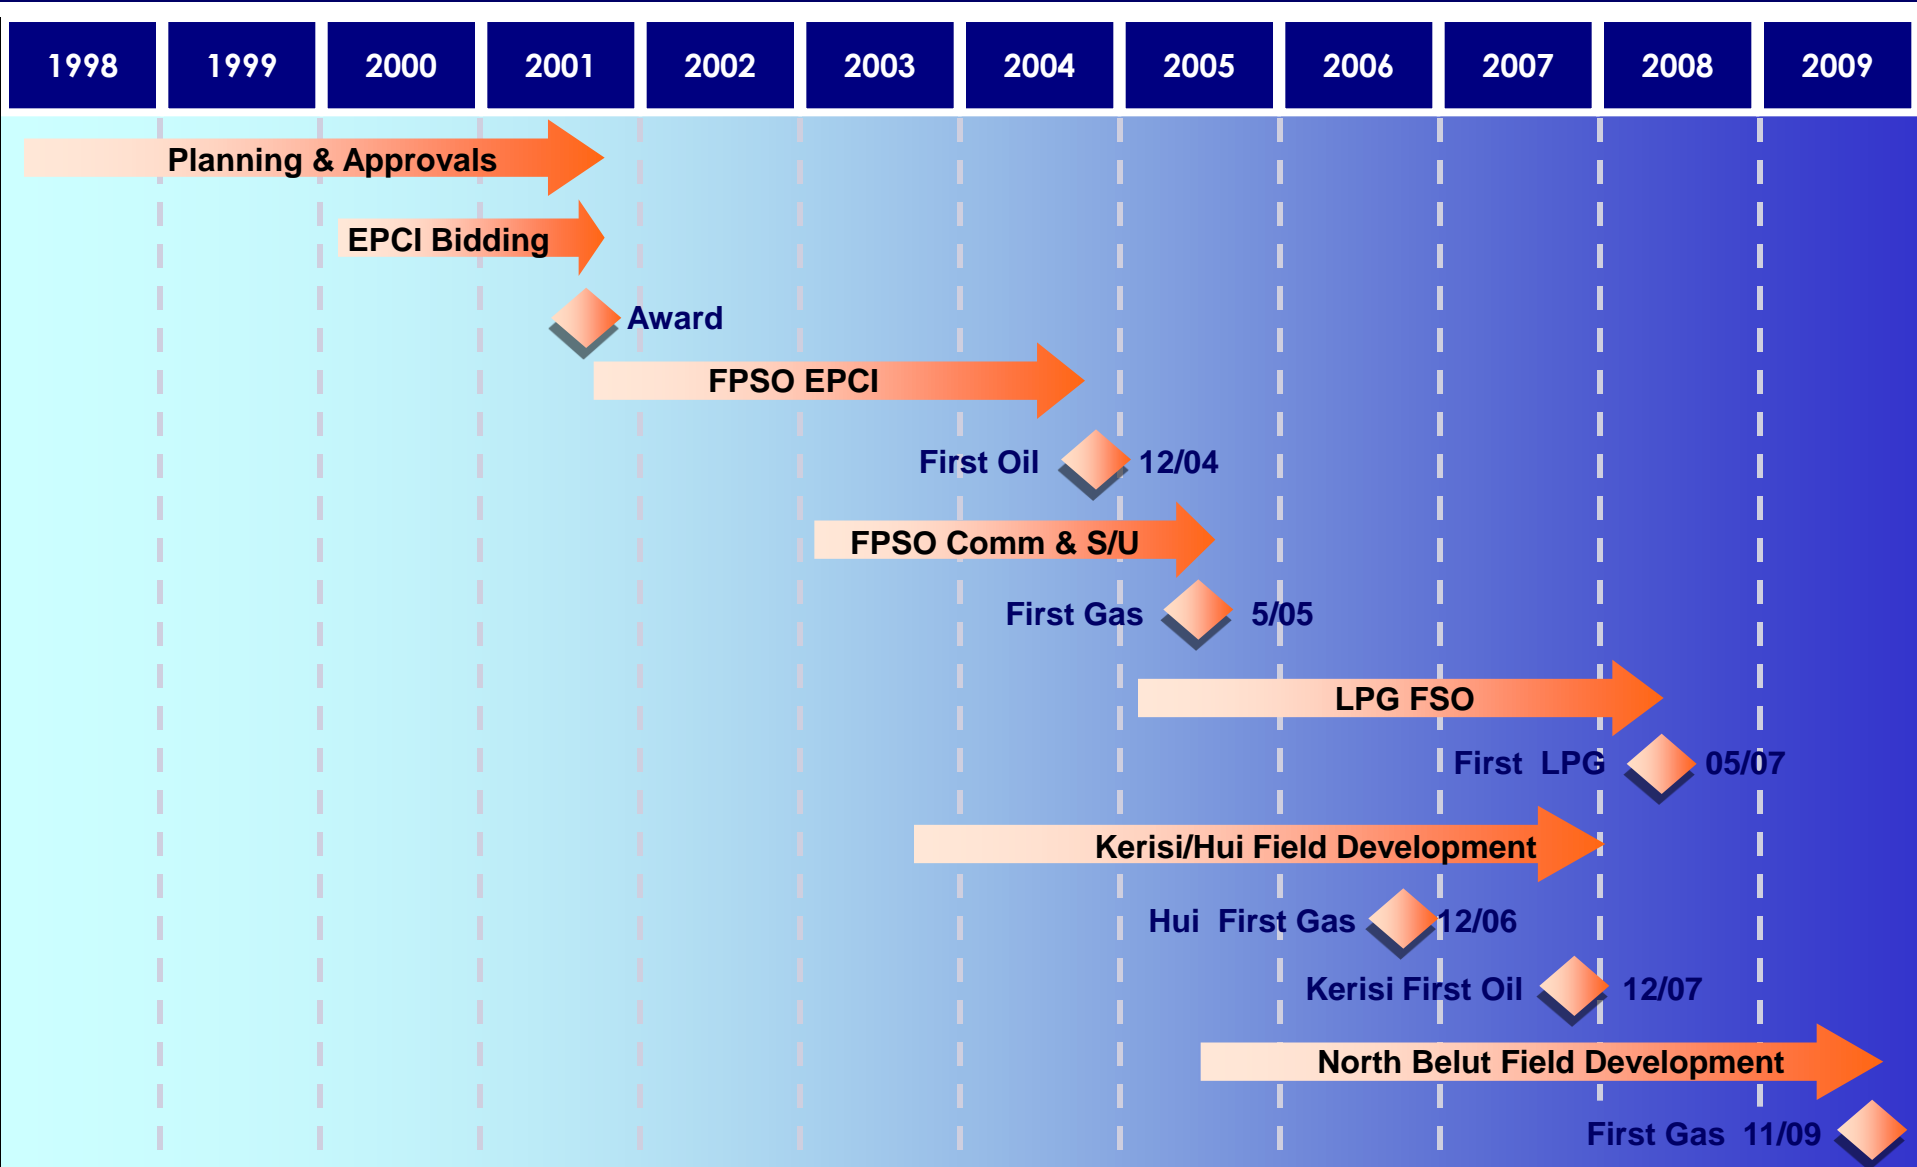 1998 1999 2000 2001 2002 2003 2004 2005 2006 2007 2008 2009
Planning & Approvals
EPCI Bidding
Award
FPSO EPCI
First Oil 12/04
FPSO Comm & S/U
First Gas 5/05
LPG FSO
First LPG 05/07
Kerisi/Hui Field Development
Hui First Gas 12/06
Kerisi First Oil 12/07
North Belut Field Development
First Gas 11/09